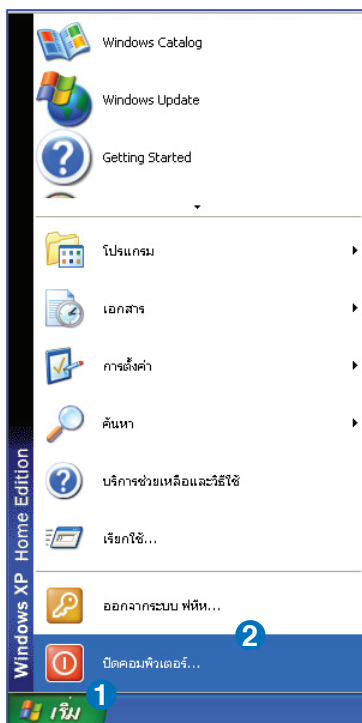 Windows Catalog
Windows Update
Getting Started
โปรแกรม
เอกสาร
การตั้งค่า
ค้นหา
บริการช่วยเหลือและวิธีใช้
เรียกใช้...
ออกจากระบบ ฟหืห...
2
ปิดคอมพิวเตอร์...
Windows XP Home Edition
1
เริ่ม